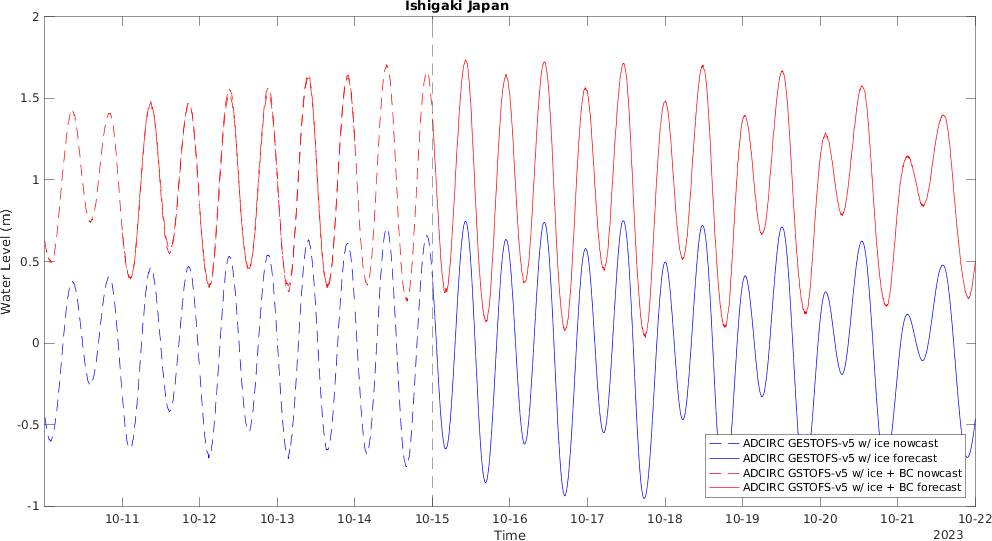 Ishigaki Japan
2
1.5
1
0.5
0
-0.5
-1
Water Level (m)
10-11 10-12 10-13 10-14 10-15 10-16 10-17 10-18 10-19 10-20 10-21 10-22
Time
2023
ADCIRC GESTOFS-v5 w/ ice nowcast
ADCIRC GESTOFS-v5 w/ ice forecast
ADCIRC GSTOFS-v5 w/ ice + BC nowcast
ADCIRC GSTOFS-v5 w/ ice + BC forecast